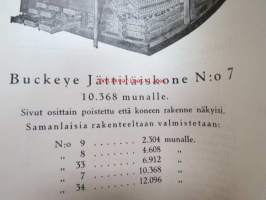 Buckeye Jättiläiskone N:o 7
10.368 munalle.
Sivut osittain poistettu että koneen rakenne näkyisi.
Samanlaisia rakenteeltaan valmistetaan:
N:o 9 ....... 2.304 munalle.
„ 8 ....... 4.608 „
„ 33 ....... 6.912 „
„ 7 ....... 10.368 „
„ 34 ....... 12.096 „